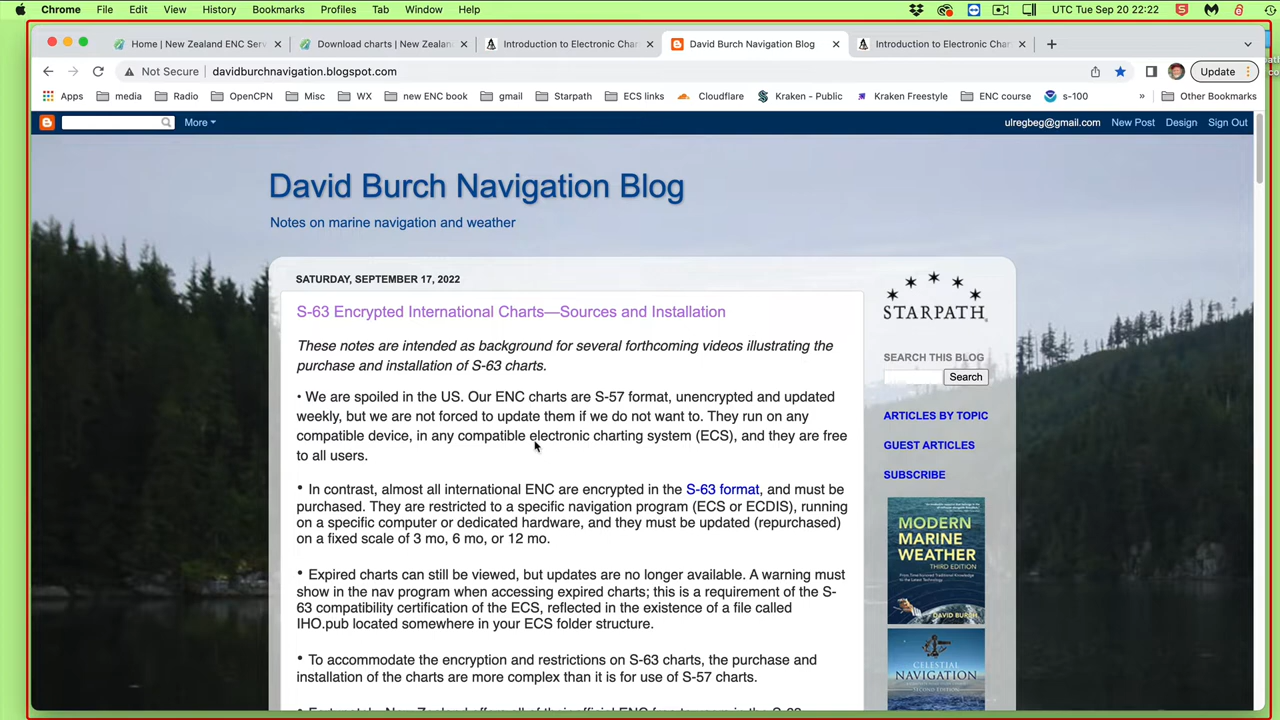 Chrome File Edit View History Bookmarks Profiles Tab Window Help UTC Tue Sep 20 22:22
Home | New Zealand ENC Serv Download charts | New Zealan Introduction to Electronic Char David Burch Navigation Blog Introduction to Electronic Char
Not Secure davidburchnavigation.blogspot.com Update
Apps media Radio OpenCPN Misc WX new ENC book gmail Starpath ECS links Cloudflare Kraken - Public Kraken Freestyle ENC course s-100 » Other Bookmarks
More ulregbeg@gmail.com New Post Design Sign Out
David Burch Navigation Blog
Notes on marine navigation and weather
SATURDAY, SEPTEMBER 17, 2022
S-63 Encrypted International Charts—Sources and Installation
These notes are intended as background for several forthcoming videos illustrating the
purchase and installation of S-63 charts.
• We are spoiled in the US. Our ENC charts are S-57 format, unencrypted and updated
weekly, but we are not forced to update them if we do not want to. They run on any
compatible device, in any compatible electronic charting system (ECS), and they are free
to all users.
• In contrast, almost all international ENC are encrypted in the S-63 format, and must be
purchased. They are restricted to a specific navigation program (ECS or ECDIS), running
on a specific computer or dedicated hardware, and they must be updated (repurchased)
on a fixed scale of 3 mo, 6 mo, or 12 mo.
• Expired charts can still be viewed, but updates are no longer available. A warning must
show in the nav program when choosing expired charts; this is a requirement of the S-
63 compatibility certification of the ECS, reflected in the existence of a file called
IHO.pub located somewhere in your ECS folder structure.
• To accommodate the encryption and restrictions on S-63 charts, the purchase and
installation of the charts are more complex than it is for use of S-57 charts.
STARPATH
SEARCH THIS BLOG
Search
ARTICLES BY TOPIC
GUEST ARTICLES
SUBSCRIBE
MODERN
MARINE
WEATHER
THIRD EDITION
DAVID BURCH
CELESTIAL
NAVIGATION
SECOND EDITION